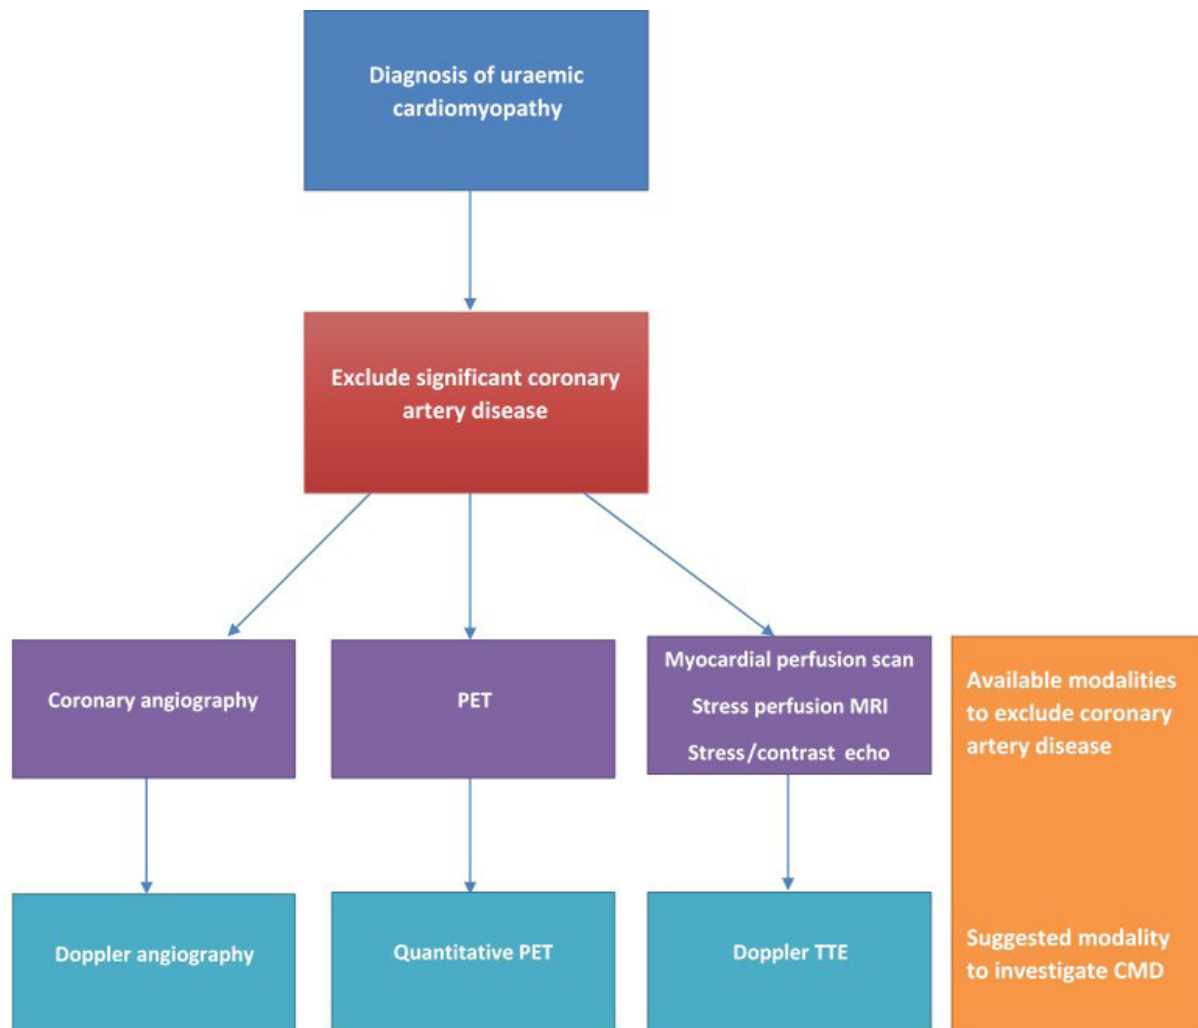 Diagnosis of uraemic
cardiomyopathy
Exclude significant coronary
artery disease
Coronary angiography
PET
Myocardial perfusion scan
Stress perfusion MRI
Stress/contrast echo
Available modalities
to exclude coronary
artery disease
Doppler angiography
Quantitative PET
Doppler TTE
Suggested modality
to investigate CMD